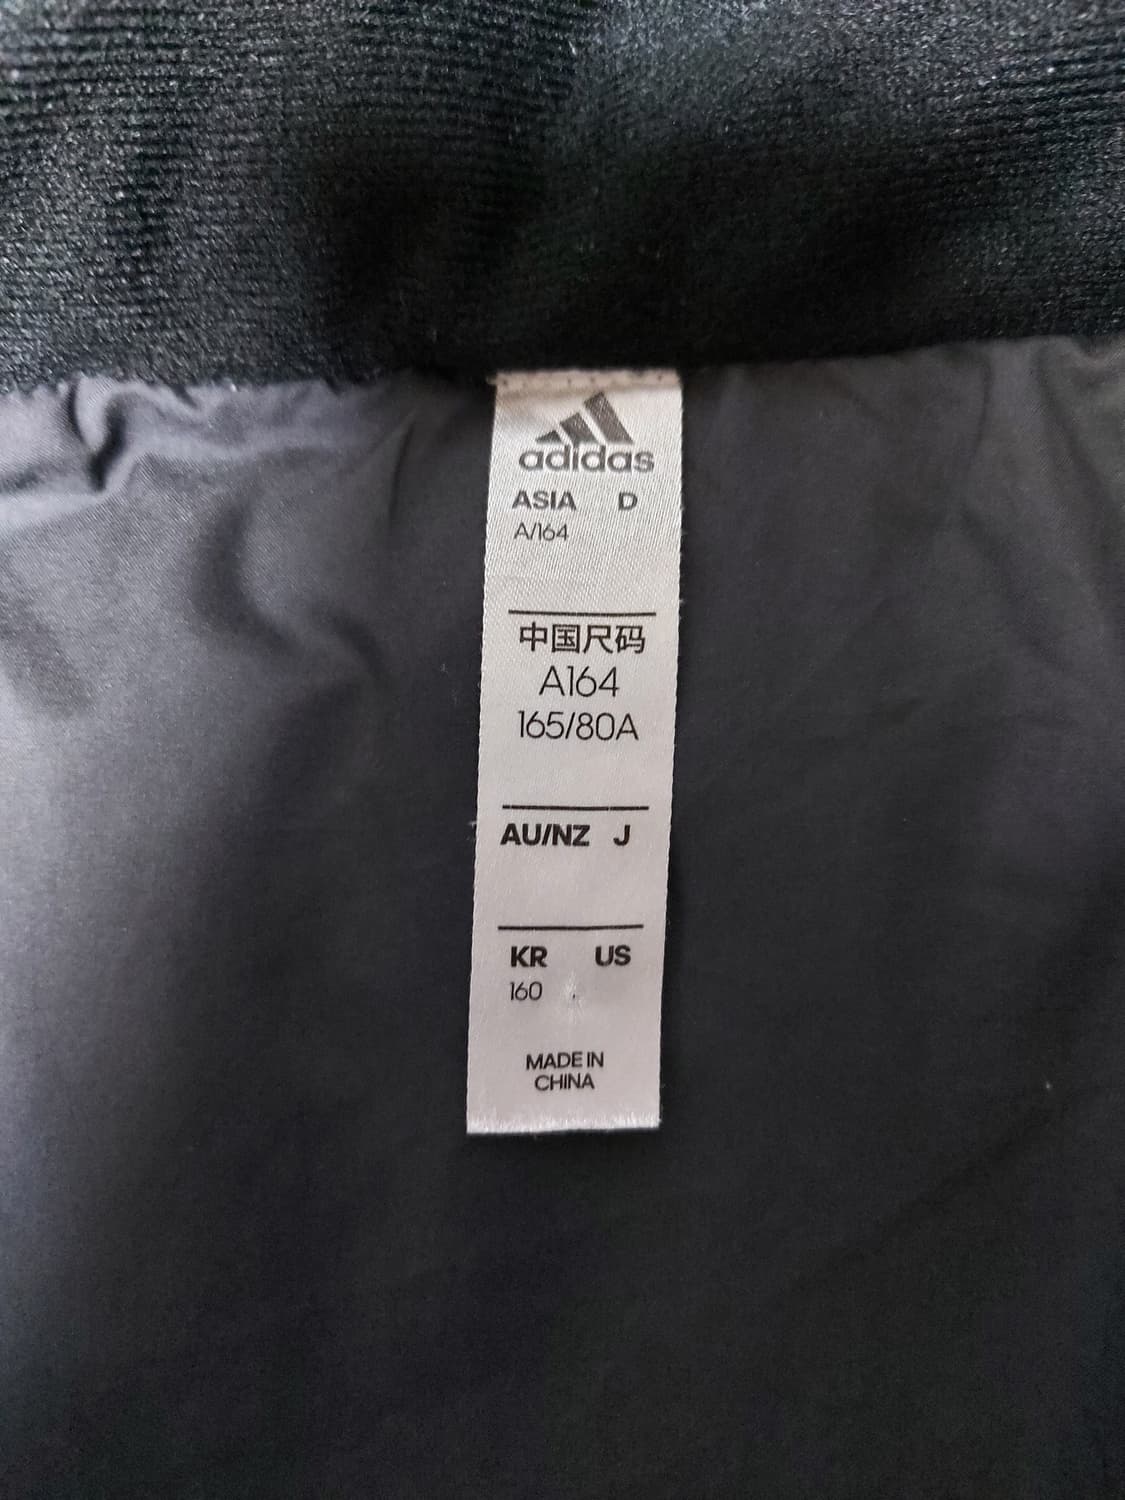 adidas
ASIA D
A/164
中国尺码
A164
165/80A
AU/NZ J
KR US
160
MADE IN
CHINA